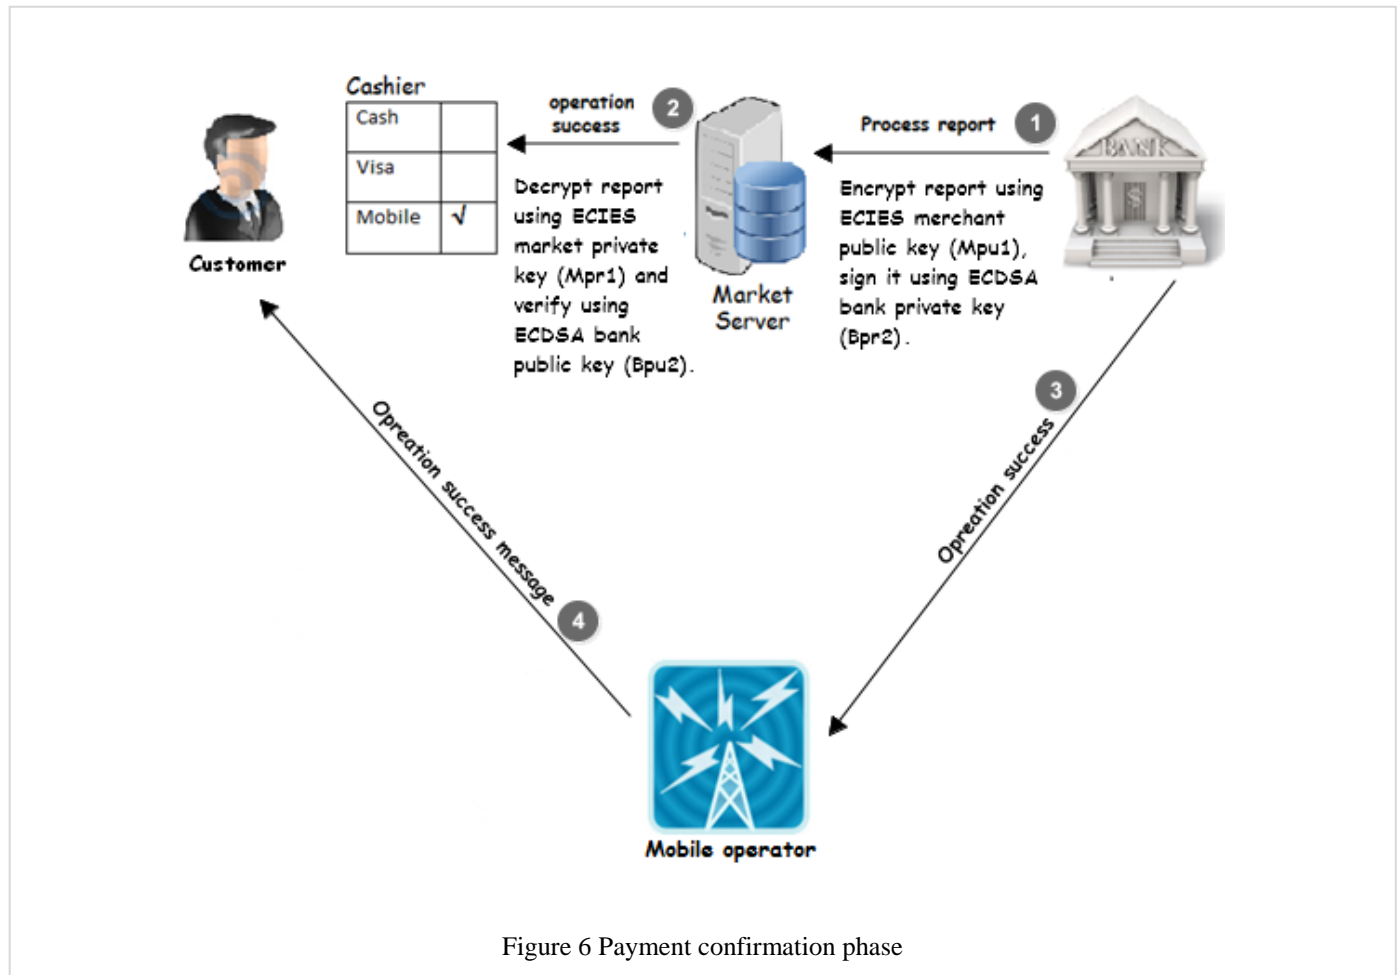 Cashier
Cash
Visa
Mobile √
Customer
operation
success
2
Decrypt report
using ECIES
market private
key (Mpr1) and
verify using
ECDSA bank
public key (Bpu2).
Market
Server
Process report 1
Encrypt report using
ECIES merchant
public key (Mpu1),
sign it using ECDSA
bank private key
(Bpr2).
BANK
3
Opreation success
Opreation success message
4
Mobile operator
Figure 6 Payment confirmation phase